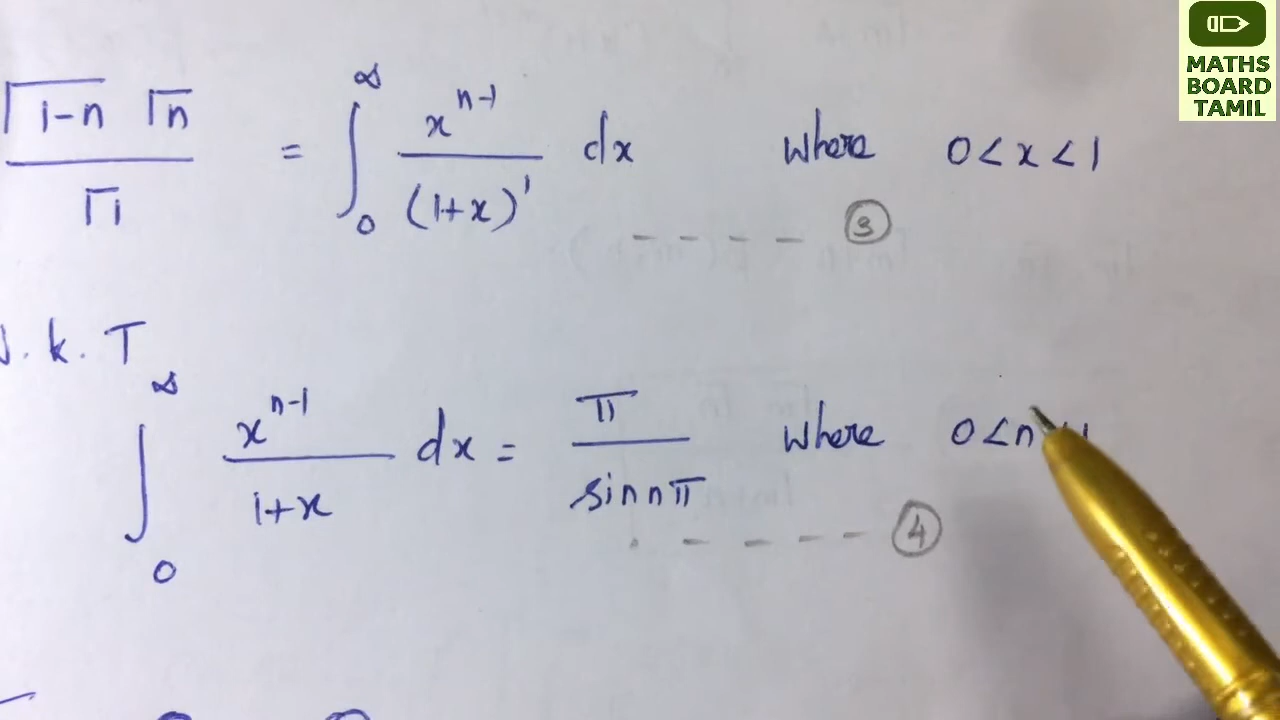 MATHS
BOARD
TAMIL
Γ1-n Γn / Γ1 = ∫₀^∞ x^(n-1) / (1+x)^1 dx where 0 < x < 1
---- ③
. k. T
∫₀^∞ x^(n-1) / 1+x dx = π / sin nπ where 0 < n
. ---- ④